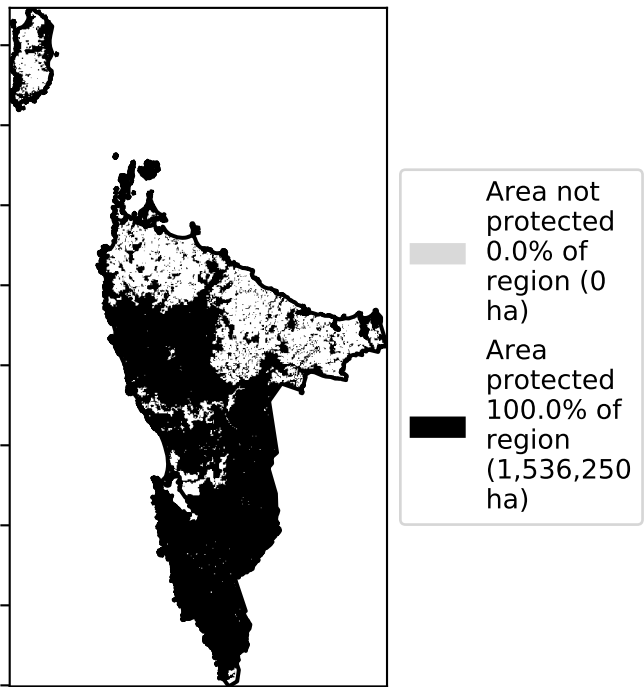 Area not
protected
0.0% of
region (0
ha)
Area
protected
100.0% of
region
(1,536,250
ha)